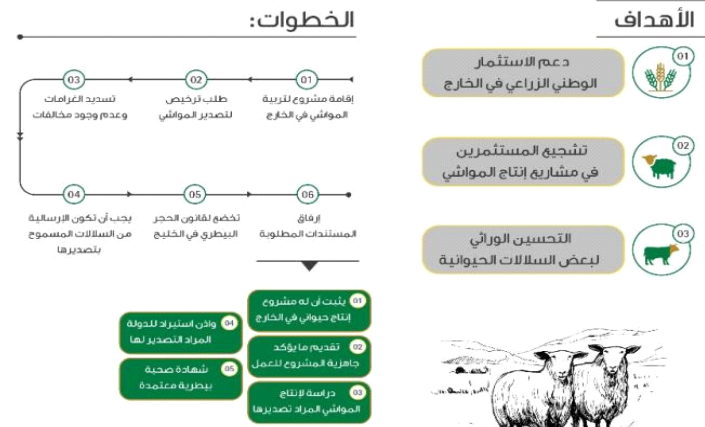 الأهداف
01
دعم الاستثمار
الوطني الزراعي في الخارج
02
تشجيع المستثمرين
في مشاريع إنتاج المواشي
03
التحسين الوراثي
لبعض السلالات الحيوانية
الخطوات:
01
إقامة مشروع لتربية
المواشي في الخارج
02
طلب ترخيص
لتصدير المواشي
03
تسديد الغرامات
وعدم وجود مخالفات
04
يجب أن تكون الإرسالية
من السلالات المسموح
بتصديرها
05
تخضع لقانون الحجر
البيطري في الخليج
06
إرفاق
المستندات المطلوبة
01 يثبت أن له مشروع
إنتاج حيواني في الخارج
02 تقديم ما يؤكد
جاهزية المشروع للعمل
03 دراسة لإنتاج
المواشي المراد تصديرها
04 وإذن استيراد للدولة
المراد التصدير لها
05 شهادة صحية
بيطرية معتمدة